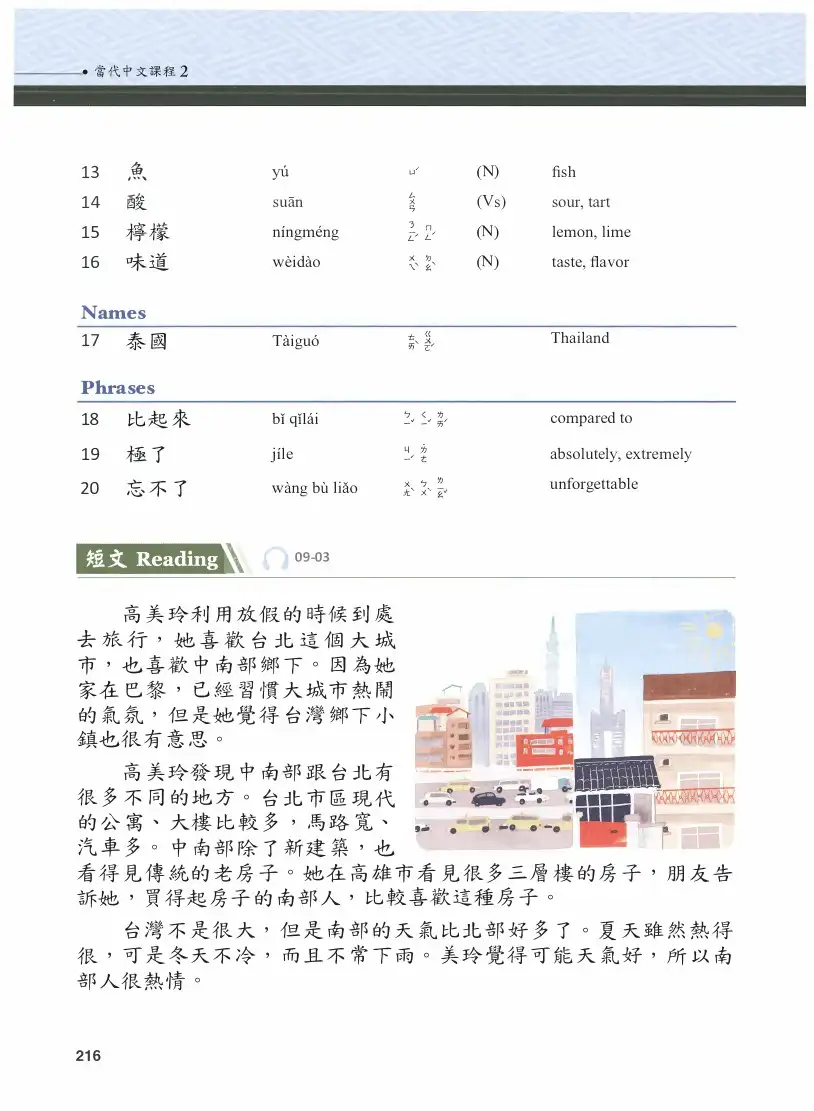 當代中文課程 2
13 魚 yú ㄩˊ (N) fish
14 酸 suān ㄙㄨㄢ (Vs) sour, tart
15 檸檬 níngméng ㄋㄧㄥˊ ㄇㄥˊ (N) lemon, lime
16 味道 wèidào ㄨㄟˋ ㄉㄠˋ (N) taste, flavor
Names
17 泰國 Tàiguó ㄊㄞˋ ㄍㄨㄛˊ Thailand
Phrases
18 比起來 bǐ qǐlái ㄅㄧˇ ㄑㄧˇ ㄌㄞˊ compared to
19 極了 jíle ㄐㄧˊ ˙ㄌㄜ absolutely, extremely
20 忘不了 wàng bù liǎo ㄨㄤˋ ㄅㄨˋ ㄌㄧㄠˇ unforgettable
短文 Reading 09-03
高美玲利用放假的時候到處
去旅行,她喜歡台北這個大城
市,也喜歡中南部鄉下。因為她
家在巴黎,已經習慣大城市熱鬧
的氣氛,但是她覺得台灣鄉下小
鎮也很有意思。
高美玲發現中南部跟台北有
很多不同的地方。台北市區現代
的公寓、大樓比較多,馬路寬、
汽車多。中南部除了新建築,也
看得見傳統的老房子。她在高雄市看見很多三層樓的房子,朋友告
訴她,買得起房子的南部人,比較喜歡這種房子。
台灣不是很大,但是南部的天氣比北部好多了。夏天雖然熱得
很,可是冬天不冷,而且不常下雨。美玲覺得可能天氣好,所以南
部人很熱情。
216